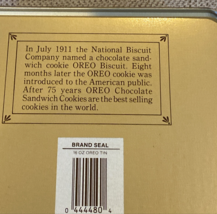 In July 1911 the National Biscuit
Company named a chocolate sand-
wich cookie OREO Biscuit. Eight
months later the OREO cookie was
introduced to the American public.
After 75 years OREO Chocolate
Sandwich Cookies are the best selling
cookies in the world.
BRAND SEAL
16 OZ OREO TIN
0 444480 4